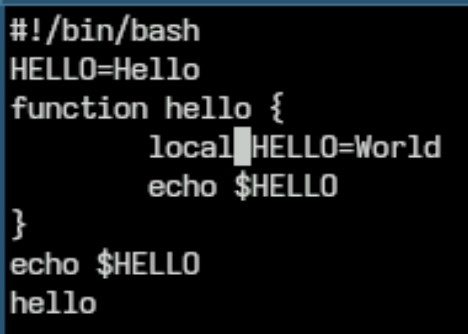 #!/bin/bash
HELLO=Hello
function hello {
        local HELLO=World
        echo $HELLO
}
echo $HELLO
hello